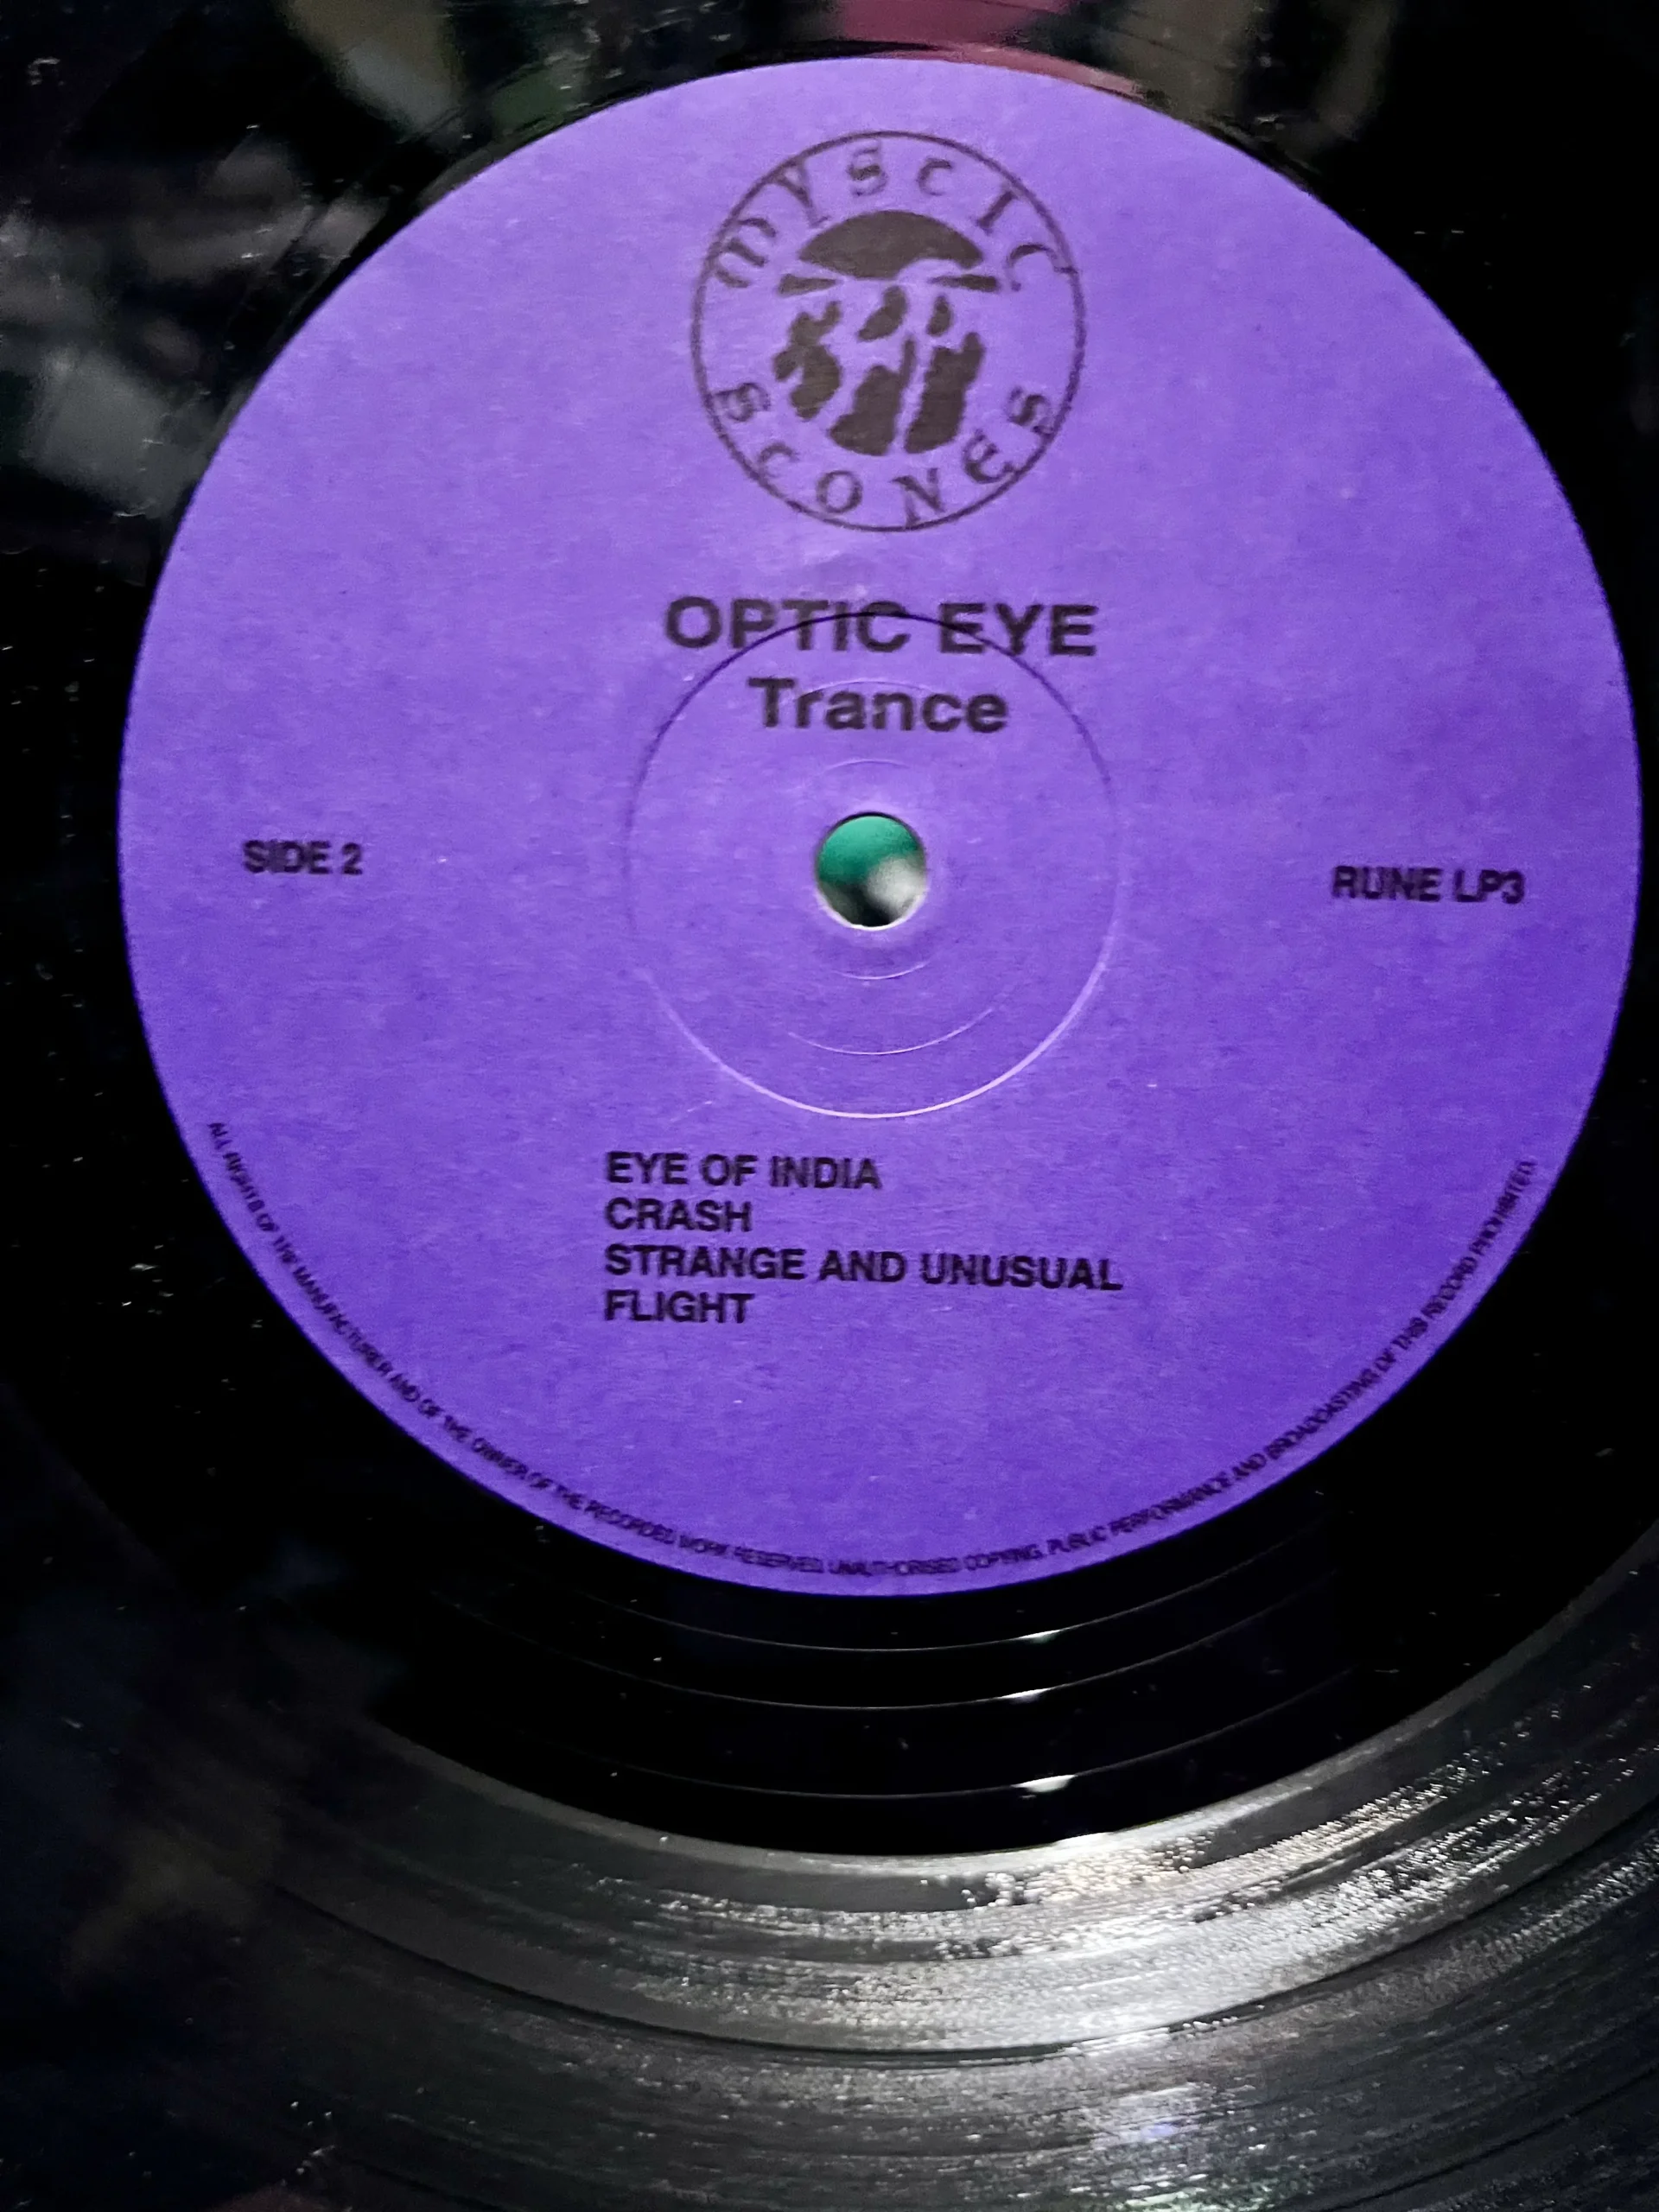 MYSTIC
STONES
OPTIC EYE
Trance
SIDE 2
RUNE LP3
EYE OF INDIA
CRASH
STRANGE AND UNUSUAL
FLIGHT
ALL RIGHTS OF THE MANUFACTURER AND OF THE OWNER OF THE RECORDED WORK RESERVED. UNAUTHORISED COPYING. PUBLIC PERFORMANCE AND BROADCASTING OF THIS RECORD PROHIBITED